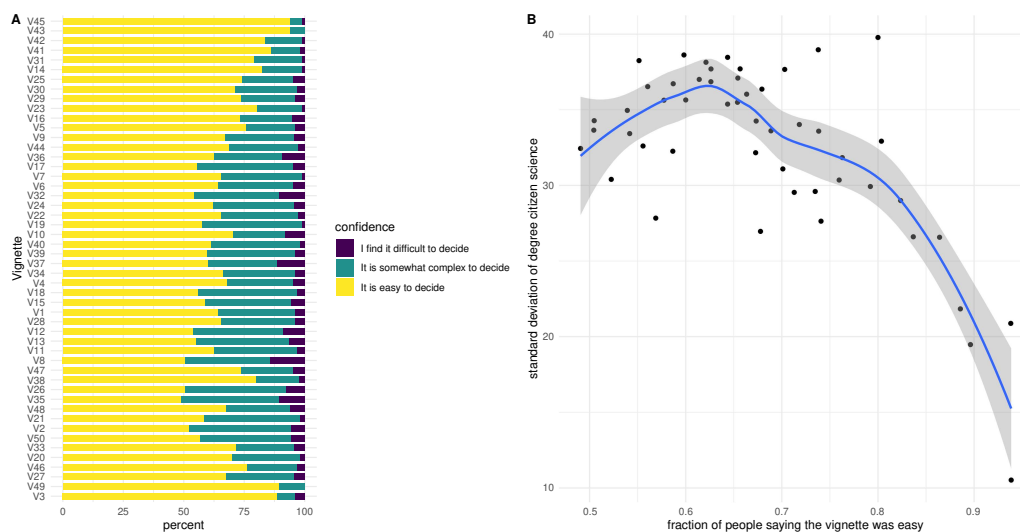 A
V45
V43
V42
V41
V31
V14
V25
V30
V29
V23
V16
V5
V9
V44
V36
V17
V7
V6
V32
V24
V22
V19
V10
V40
V39
V37
V34
V4
V18
V15
V1
V28
V12
V13
V11
V8
V47
V38
V26
V35
V48
V21
V2
V50
V33
V20
V46
V27
V49
V3
Vignette
0 25 50 75 100
percent
confidence
I find it difficult to decide
It is somewhat complex to decide
It is easy to decide
B
40
30
20
10
standard deviation of degree citizen science
0.5 0.6 0.7 0.8 0.9
fraction of people saying the vignette was easy